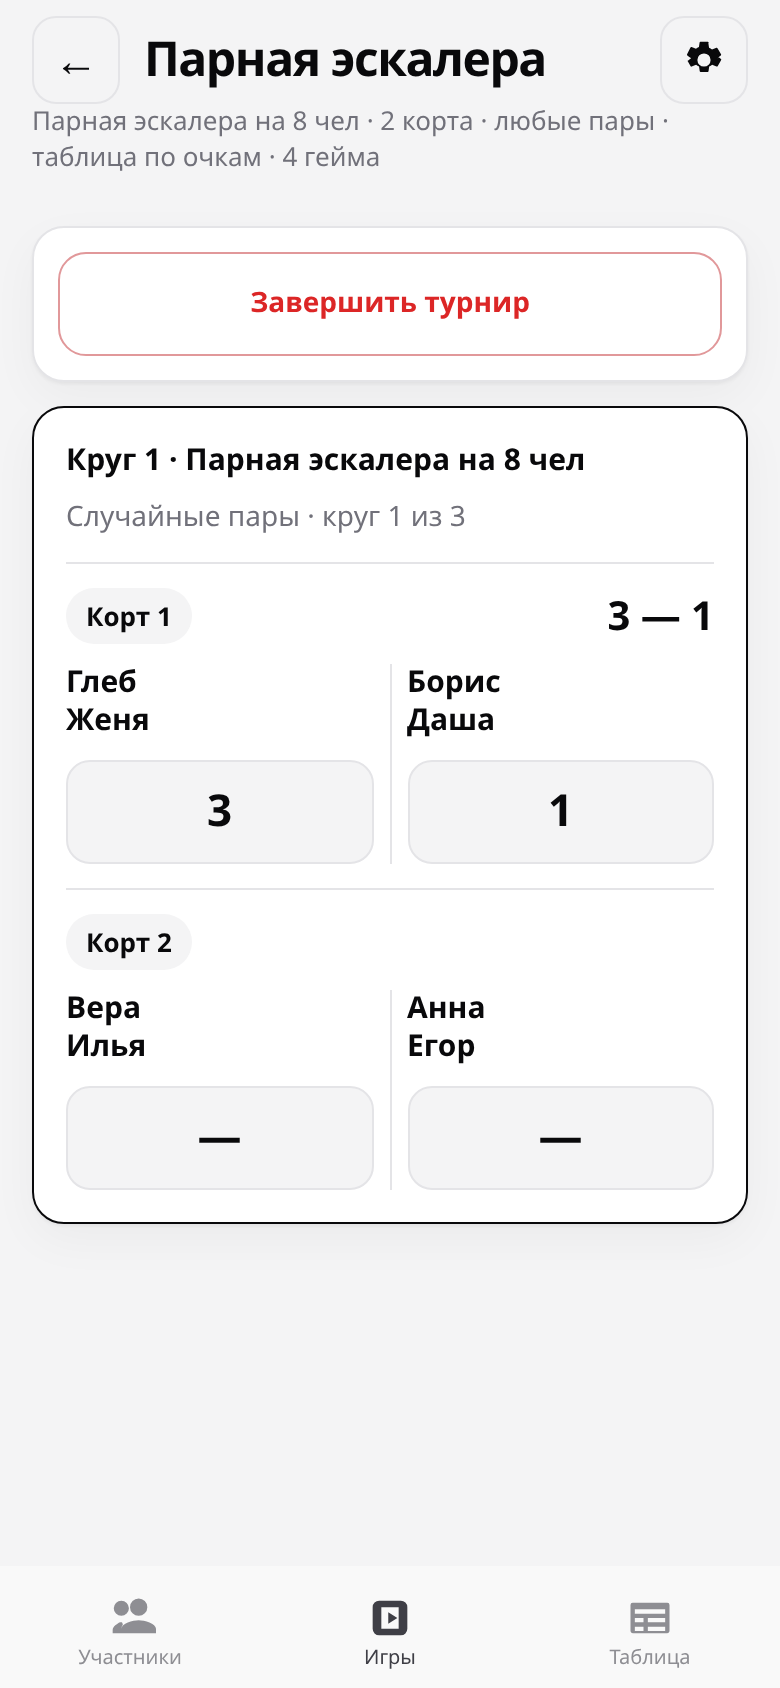 ←
Парная эскалера
Парная эскалера на 8 чел · 2 корта · любые пары ·
таблица по очкам · 4 гейма
Завершить турнир
Круг 1 · Парная эскалера на 8 чел
Случайные пары · круг 1 из 3
Корт 1
3 — 1
Глеб
Женя
Борис
Даша
3
1
Корт 2
Вера
Илья
Анна
Егор
—
—
Участники
Игры
Таблица